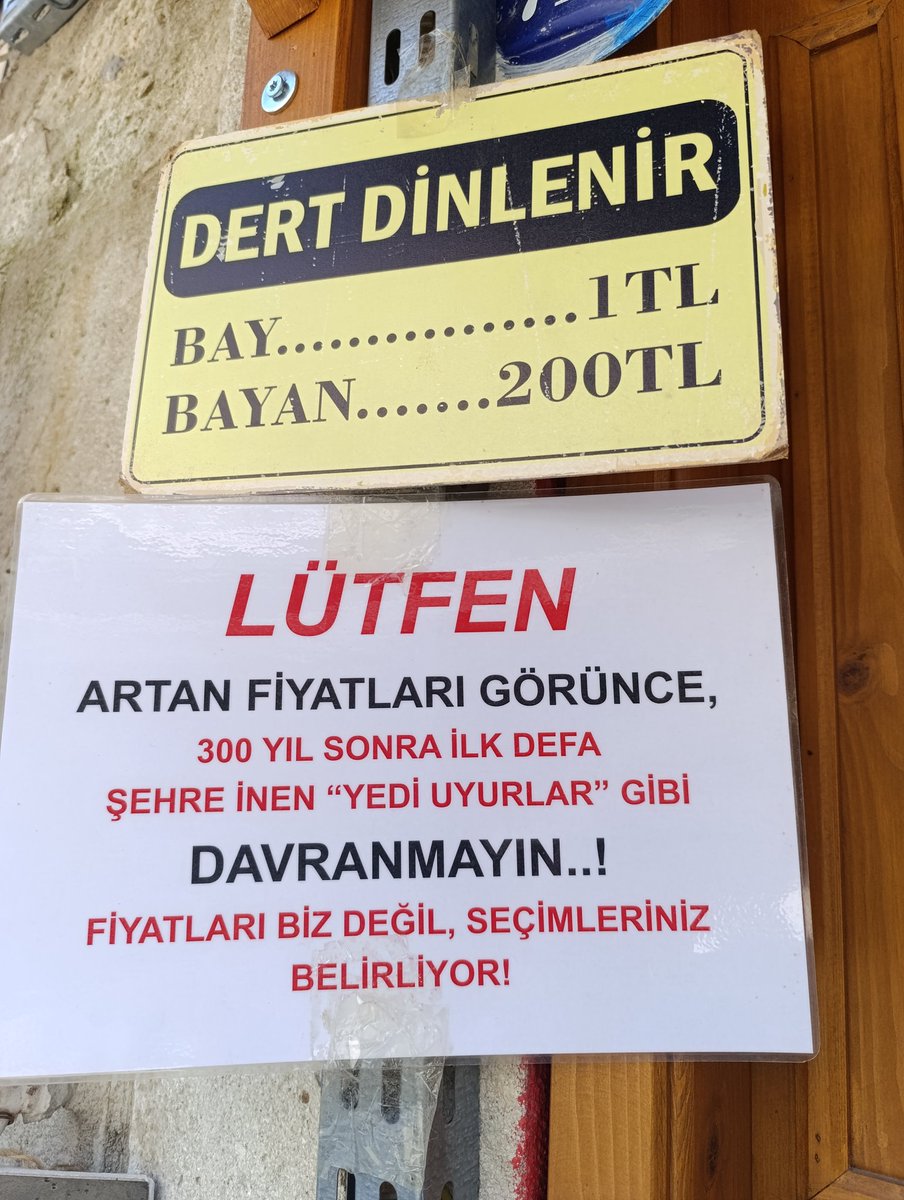 DERT DİNLENİR
BAY................1TL
BAYAN.......200TL
LÜTFEN
ARTAN FİYATLARI GÖRÜNCE,
300 YIL SONRA İLK DEFA
ŞEHRE İNEN “YEDİ UYURLAR” GİBİ
DAVRANMAYIN..!
FİYATLARI BİZ DEĞİL, SEÇİMLERİNİZ
BELİRLİYOR!